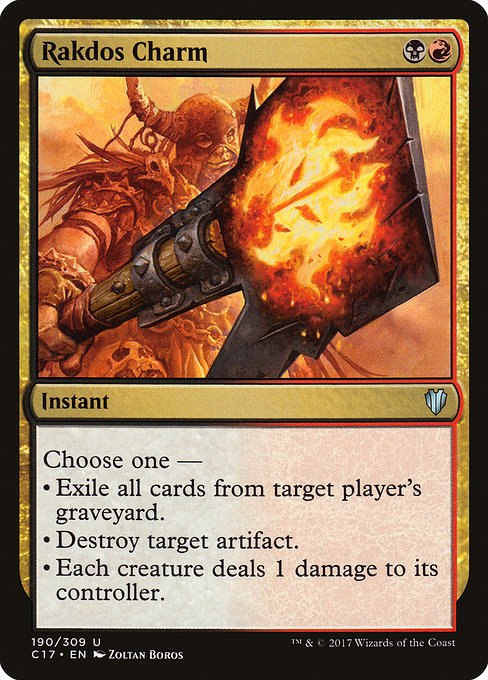 Rakdos Charm
Instant
Choose one —
• Exile all cards from target player's
graveyard.
• Destroy target artifact.
• Each creature deals 1 damage to its
controller.
190/309 U
C17 • EN Zoltan Boros
™ & © 2017 Wizards of the Coast